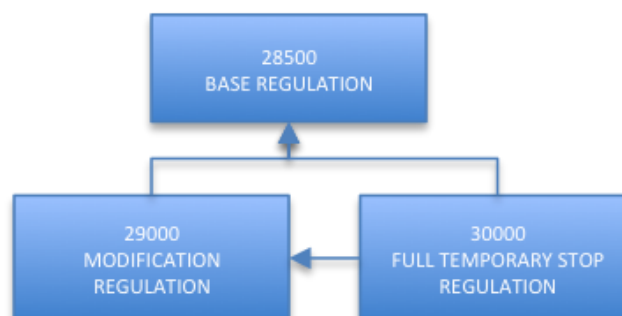 28500
BASE REGULATION
29000
MODIFICATION
REGULATION
30000
FULL TEMPORARY STOP
REGULATION